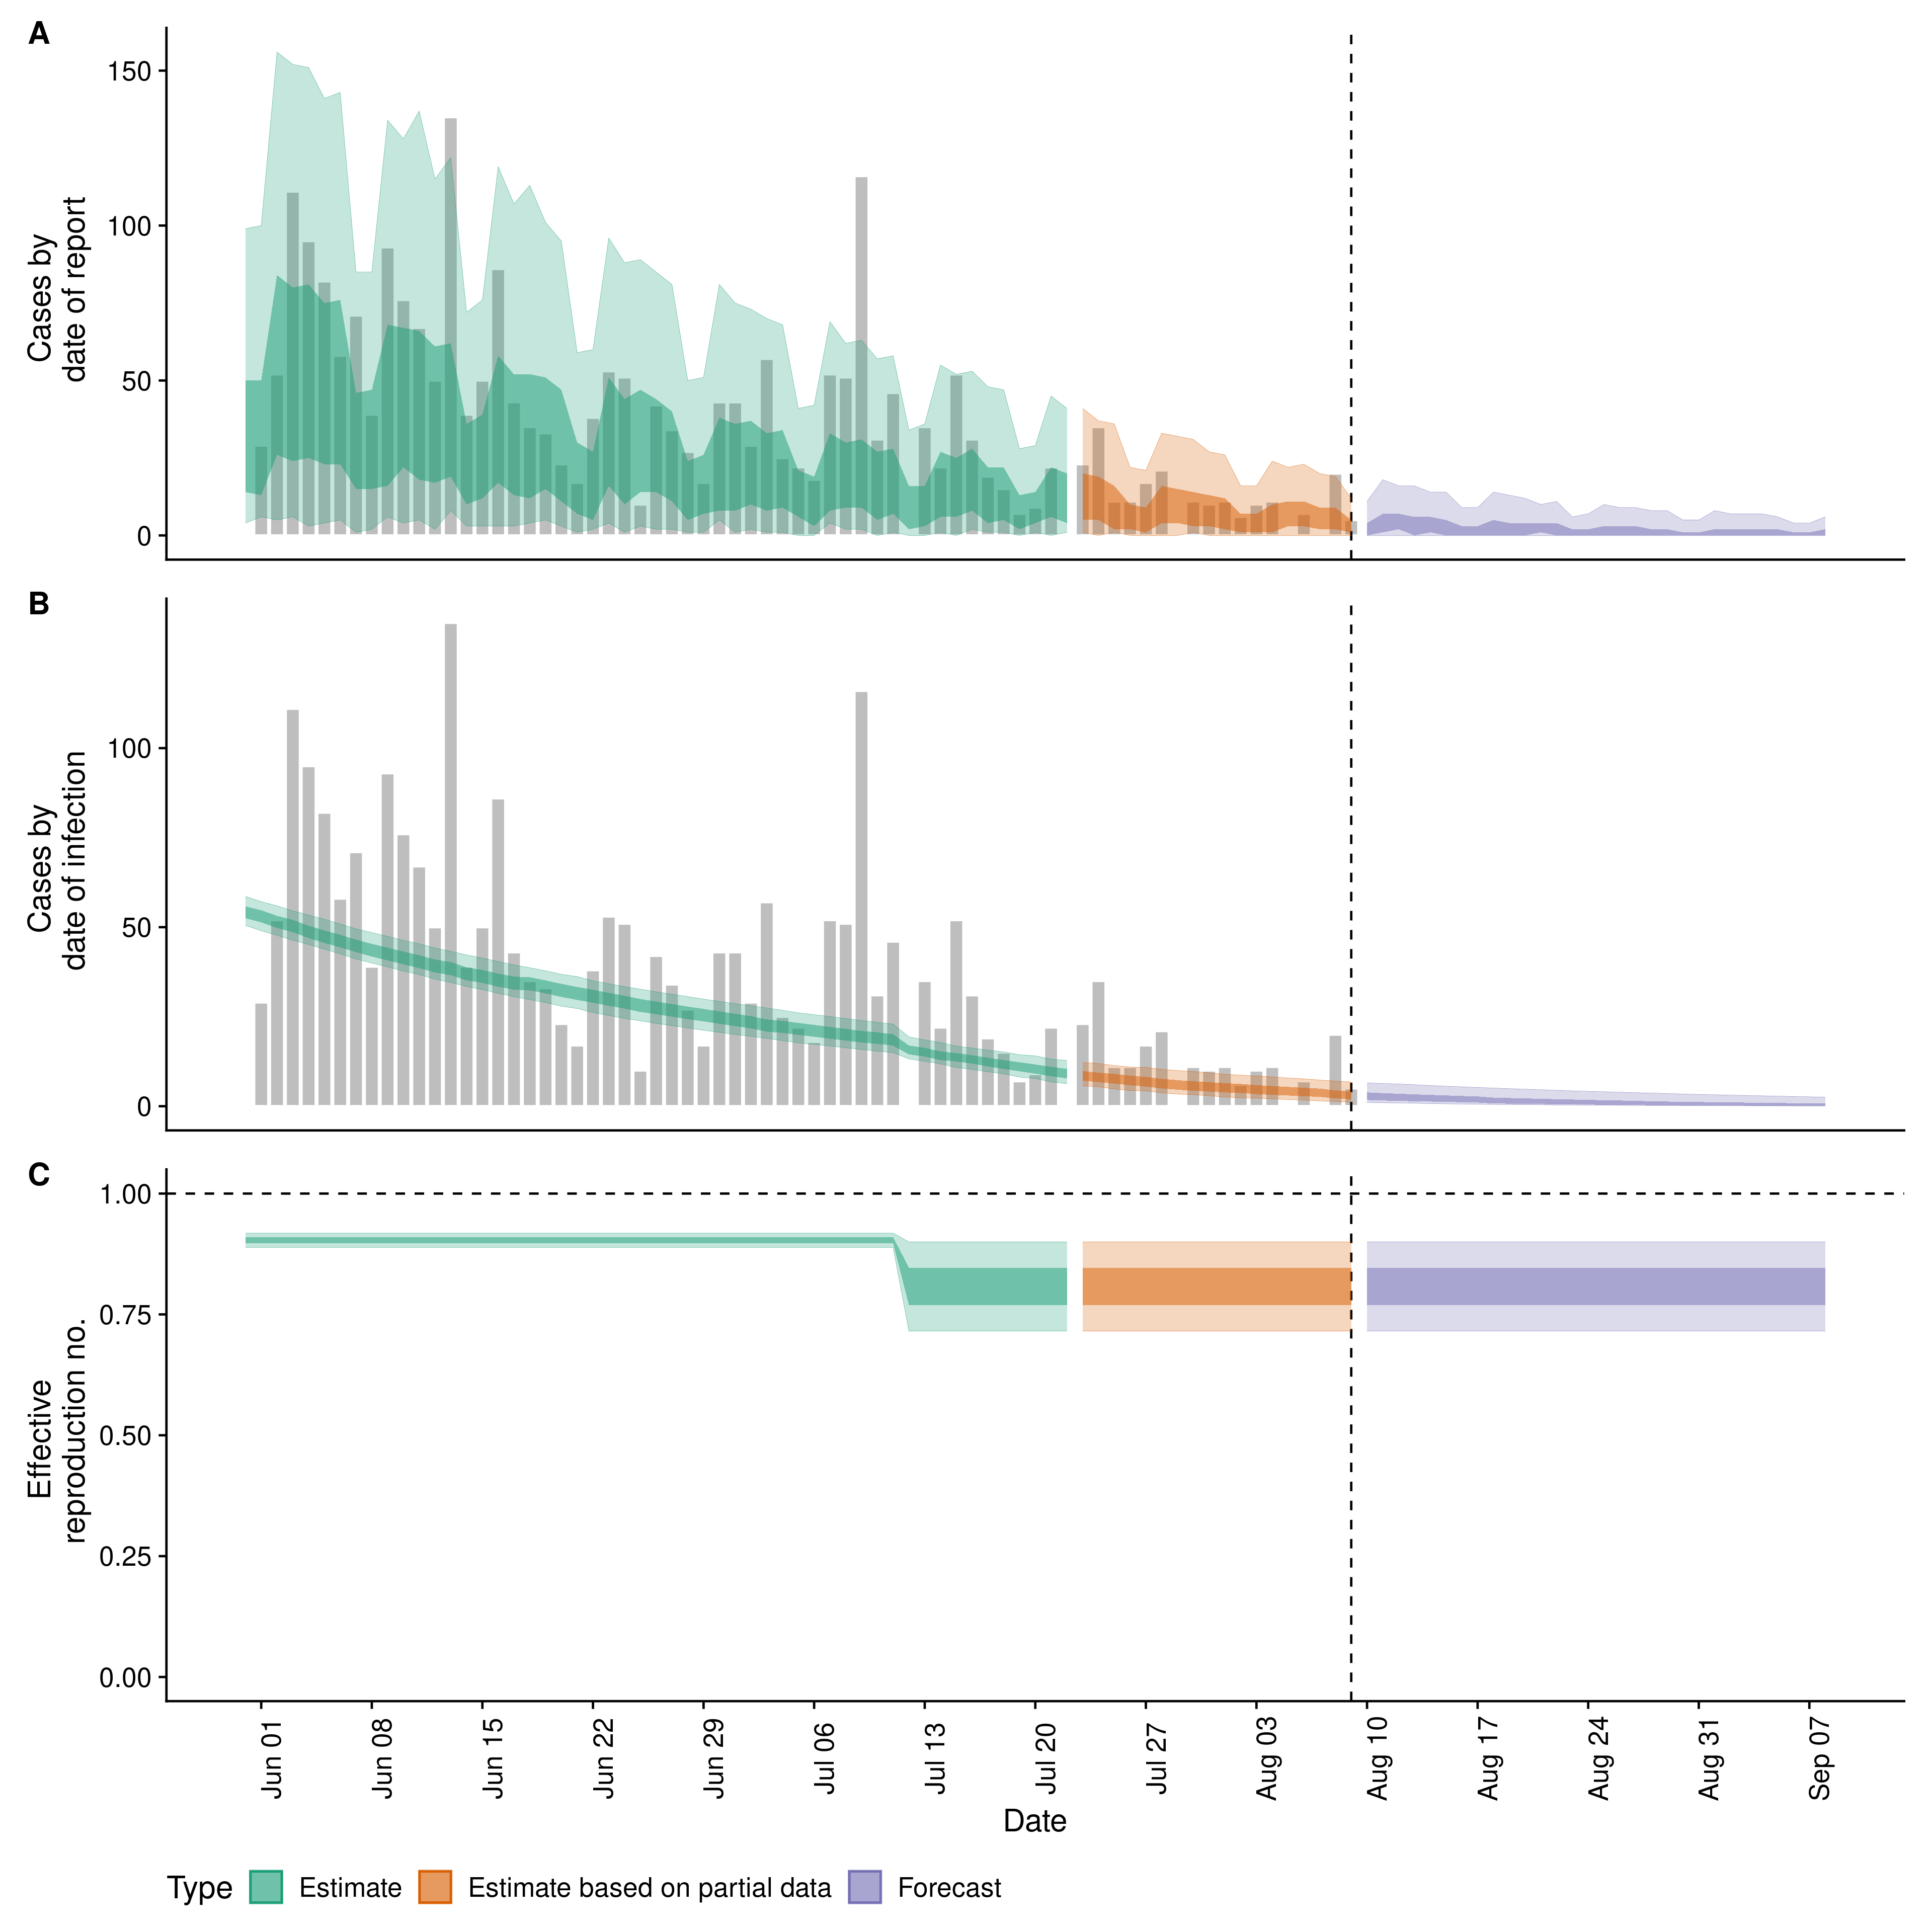 A
Cases by
date of report
150
100
50
0
B
Cases by
date of infection
100
50
0
C
Effective
reproduction no.
1.00
0.75
0.50
0.25
0.00
Jun 01
Jun 08
Jun 15
Jun 22
Jun 29
Jul 06
Jul 13
Jul 20
Jul 27
Aug 03
Aug 10
Aug 17
Aug 24
Aug 31
Sep 07
Date
Type Estimate Estimate based on partial data Forecast